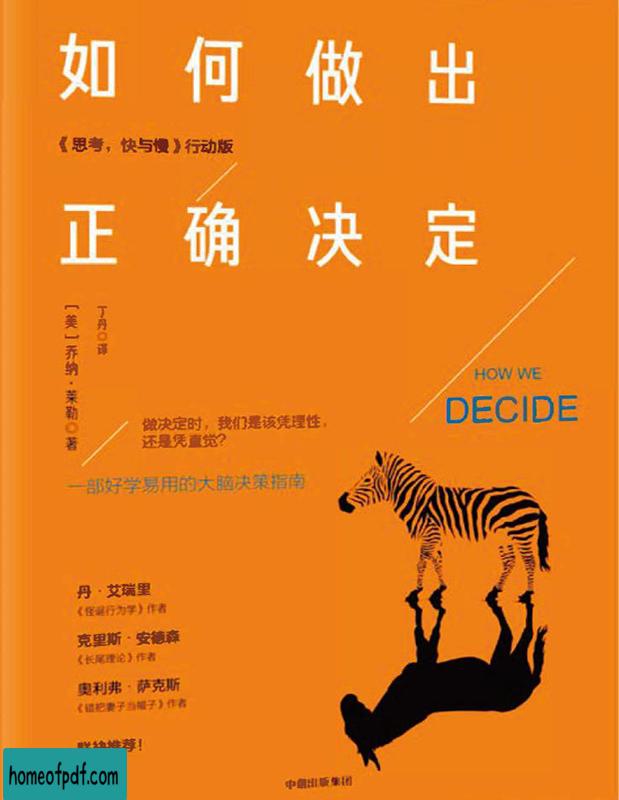 如何做出
《思考，快与慢》行动版
正确决定
[美]乔纳·莱勒◎著
丁丹◎译
HOW WE
DECIDE
做决定时，我们是该凭理性，
还是凭直觉？
一部好学易用的大脑决策指南
丹·艾瑞里
《怪诞行为学》作者
克里斯·安德森
《长尾理论》作者
奥利弗·萨克斯
《错把妻子当帽子》作者
联袂推荐！
homeofpdf.com
中信出版集团